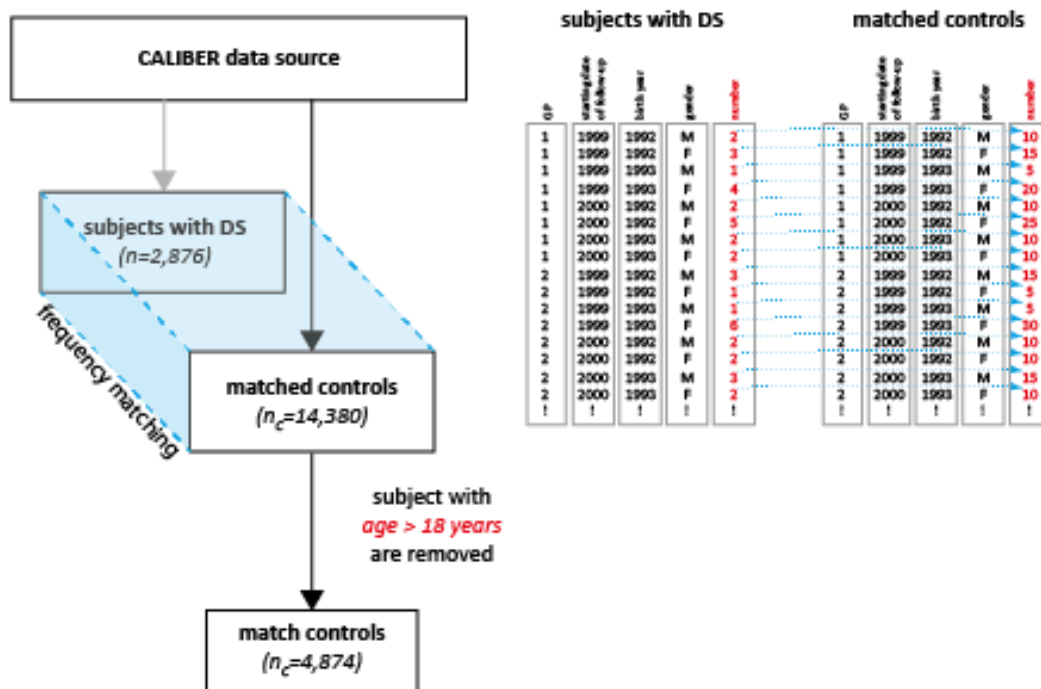 CALIBER data source
subjects with DS
(n=2,876)
frequency matching
matched controls
(nc=14,380)
subject with
age > 18 years
are removed
match controls
(nc=4,874)
subjects with DS
GP
starting date
of follow-up
birth year
gender
number
1 1999 1992 M 2
1 1999 1992 F 3
1 1999 1993 M 1
1 1999 1993 F 4
1 2000 1992 M 2
1 2000 1992 F 5
1 2000 1993 M 2
1 2000 1993 F 2
2 1999 1992 M 3
2 1999 1992 F 1
2 1999 1993 M 1
2 1999 1993 F 6
2 2000 1992 M 2
2 2000 1992 F 2
2 2000 1993 M 3
2 2000 1993 F 2
matched controls
GP
starting date
of follow-up
birth year
gender
number
1 1999 1992 M 10
1 1999 1992 F 15
1 1999 1993 M 5
1 1999 1993 F 20
1 2000 1992 M 10
1 2000 1992 F 25
1 2000 1993 M 10
1 2000 1993 F 10
2 1999 1992 M 15
2 1999 1992 F 5
2 1999 1993 M 5
2 1999 1993 F 30
2 2000 1992 M 10
2 2000 1992 F 10
2 2000 1993 M 15
2 2000 1993 F 10